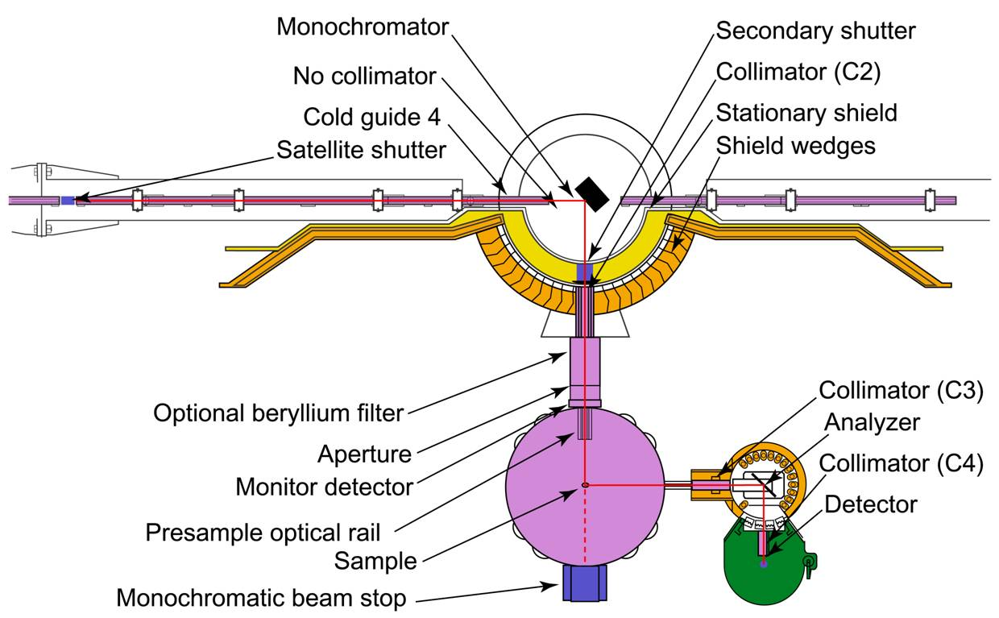 Monochromator
No collimator
Cold guide 4
Satellite shutter
Secondary shutter
Collimator (C2)
Stationary shield
Shield wedges
Optional beryllium filter
Aperture
Monitor detector
Presample optical rail
Sample
Monochromatic beam stop
Collimator (C3)
Analyzer
Collimator (C4)
Detector